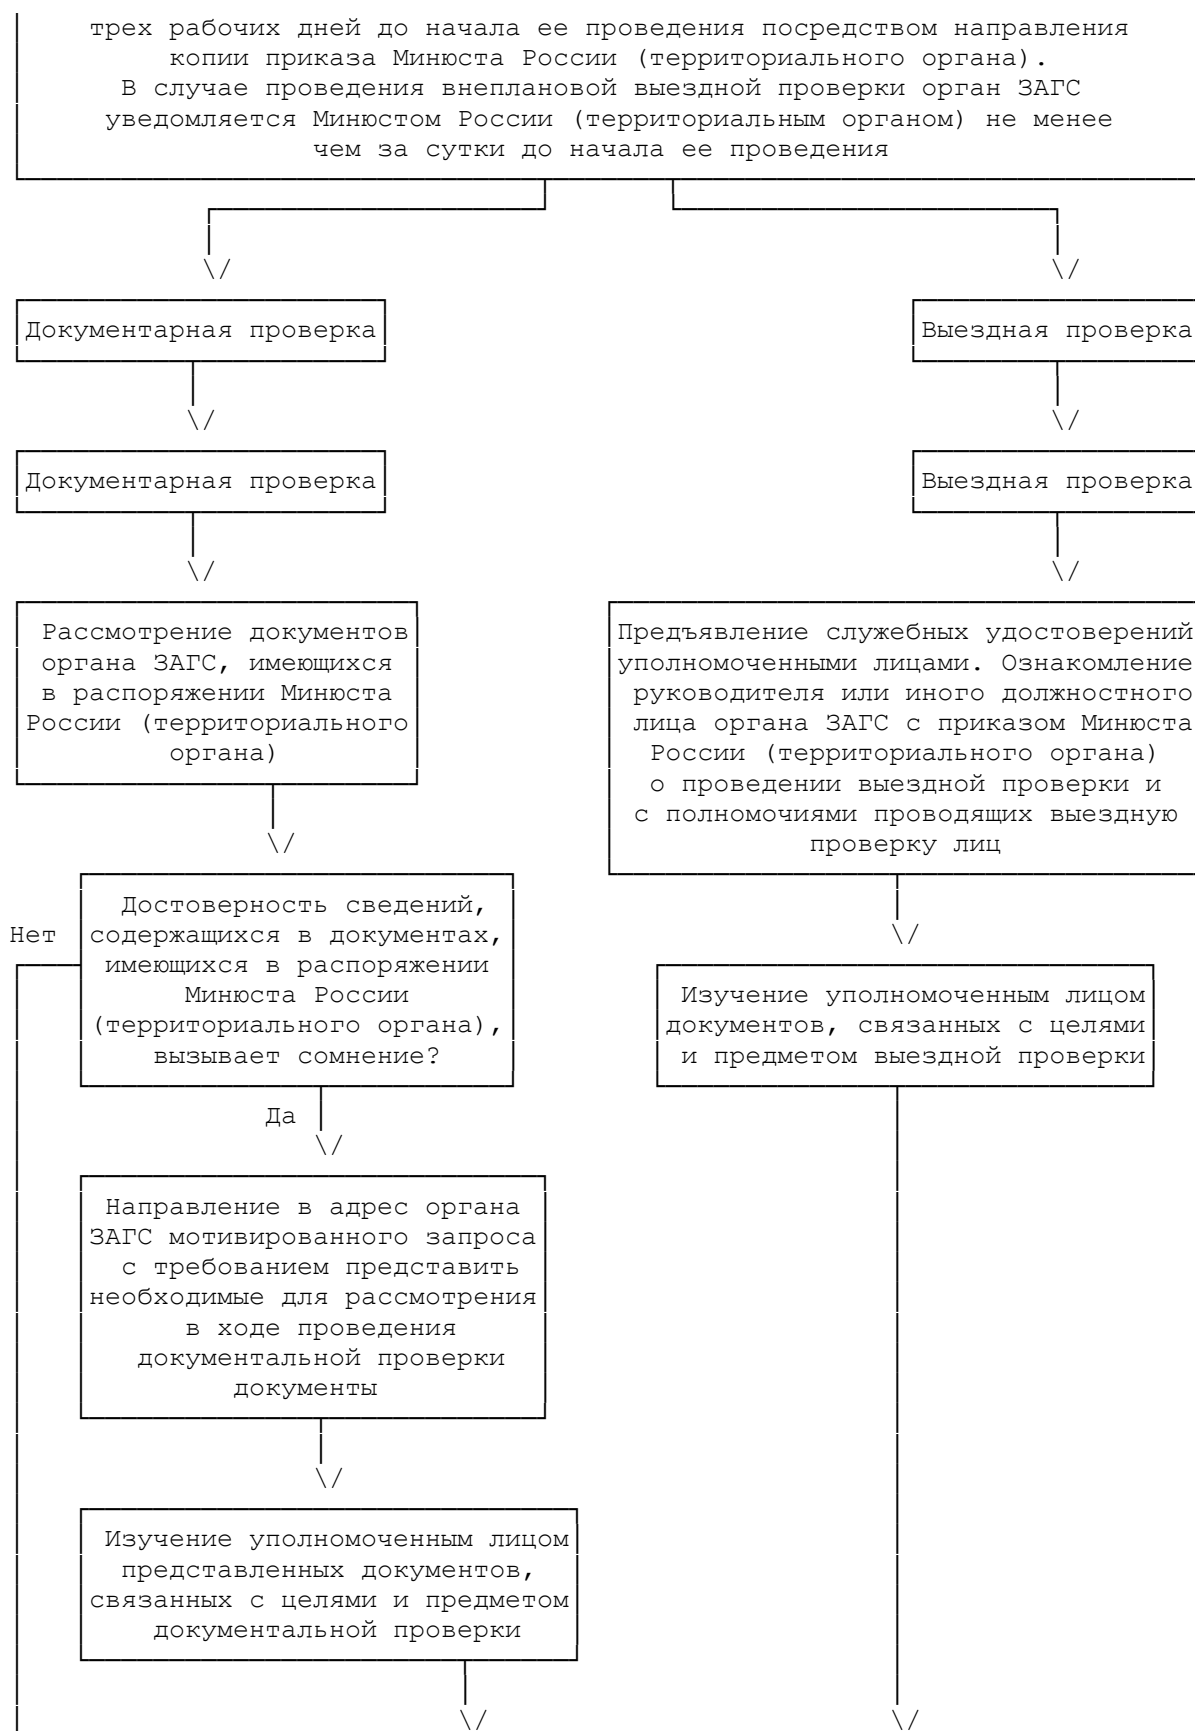 трех рабочих дней до начала ее проведения посредством направления
копии приказа Минюста России (территориального органа).
В случае проведения внеплановой выездной проверки орган ЗАГС
уведомляется Минюстом России (территориальным органом) не менее
чем за сутки до начала ее проведения
\/
\/
Документарная проверка
Выездная проверка
\/
\/
Документарная проверка
Выездная проверка
\/
\/
Рассмотрение документов
органа ЗАГС, имеющихся
в распоряжении Минюста
России (территориального
органа)
\/
Предъявление служебных удостоверений
уполномоченными лицами. Ознакомление
руководителя или иного должностного
лица органа ЗАГС с приказом Минюста
России (территориального органа)
о проведении выездной проверки и
с полномочиями проводящих выездную
проверку лиц
\/
Нет
Достоверность сведений,
содержащихся в документах,
имеющихся в распоряжении
Минюста России
(территориального органа),
вызывает сомнение?
Изучение уполномоченным лицом
документов, связанных с целями
и предметом выездной проверки
Да
\/
Направление в адрес органа
ЗАГС мотивированного запроса
с требованием представить
необходимые для рассмотрения
в ходе проведения
документальной проверки
документы
\/
Изучение уполномоченным лицом
представленных документов,
связанных с целями и предметом
документальной проверки
\/
\/